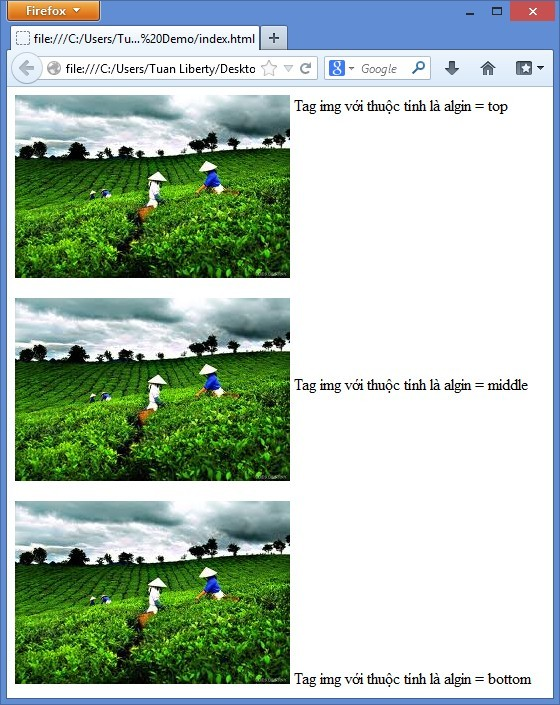 Firefox
file:///C:/Users/Tu...%20Demo/index.html
file:///C:/Users/Tuan Liberty/Deskto
Google
Tag img với thuộc tính là algin = top
Tag img với thuộc tính là algin = middle
Tag img với thuộc tính là algin = bottom